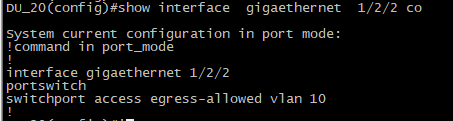 DU_20(config)#show interface  gigaethernet  1/2/2 co
System current configuration in port mode:
!command in port_mode
!
interface gigaethernet 1/2/2
portswitch
switchport access egress-allowed vlan 10
!